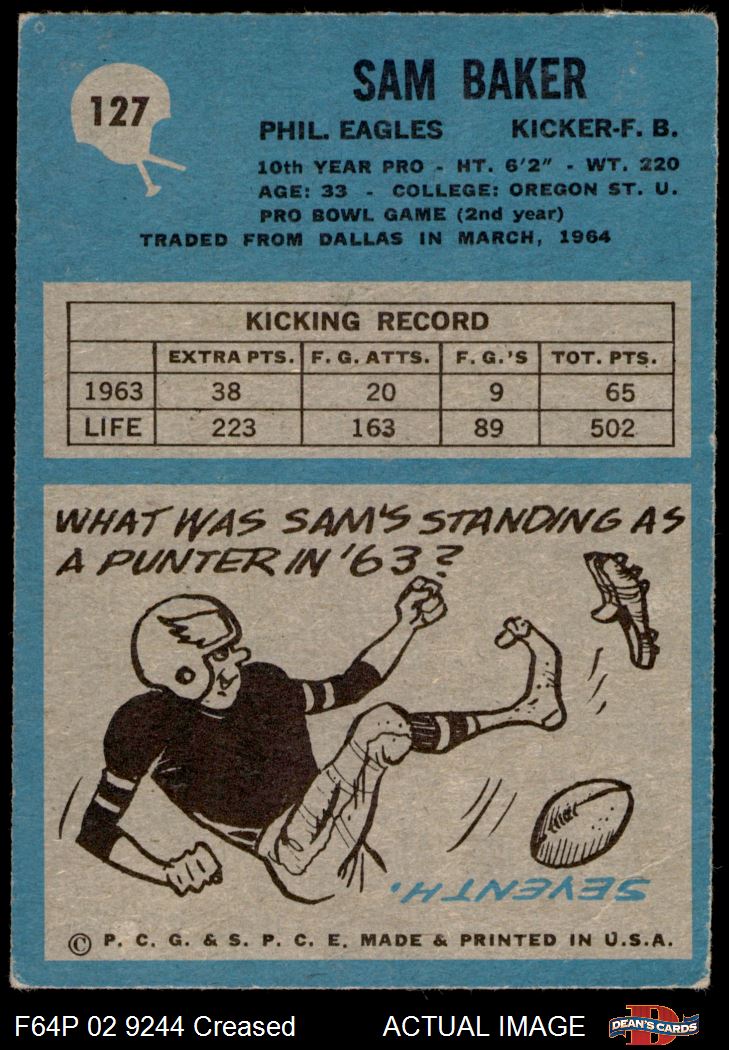 127
SAM BAKER
PHIL. EAGLES KICKER-F. B.
10th YEAR PRO - HT. 6'2" - WT. 220
AGE: 33 - COLLEGE: OREGON ST. U.
PRO BOWL GAME (2nd year)
TRADED FROM DALLAS IN MARCH, 1964
KICKING RECORD
EXTRA PTS. F. G. ATTS. F. G.'S TOT. PTS.
1963 38 20 9 65
LIFE 223 163 89 502
WHAT WAS SAM'S STANDING AS
A PUNTER IN '63?
SEVENTH.
© P. C. G. & S. P. C. E. MADE & PRINTED IN U.S.A.
F64P 02 9244 Creased ACTUAL IMAGE
D
DEAN'S CARDS